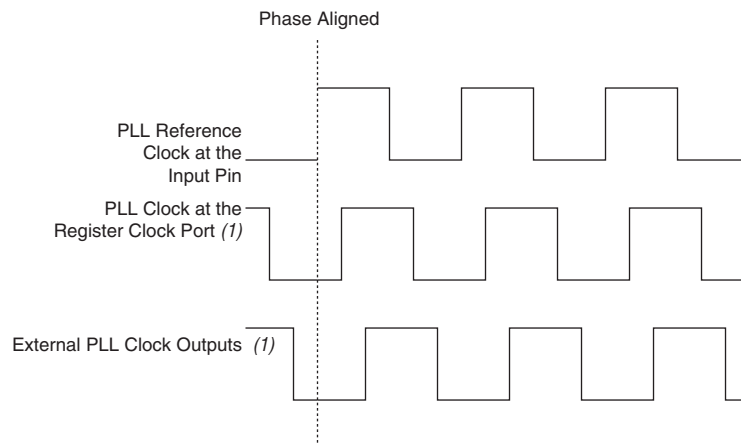 Phase Aligned
PLL Reference
Clock at the
Input Pin
PLL Clock at the
Register Clock Port (1)
External PLL Clock Outputs (1)